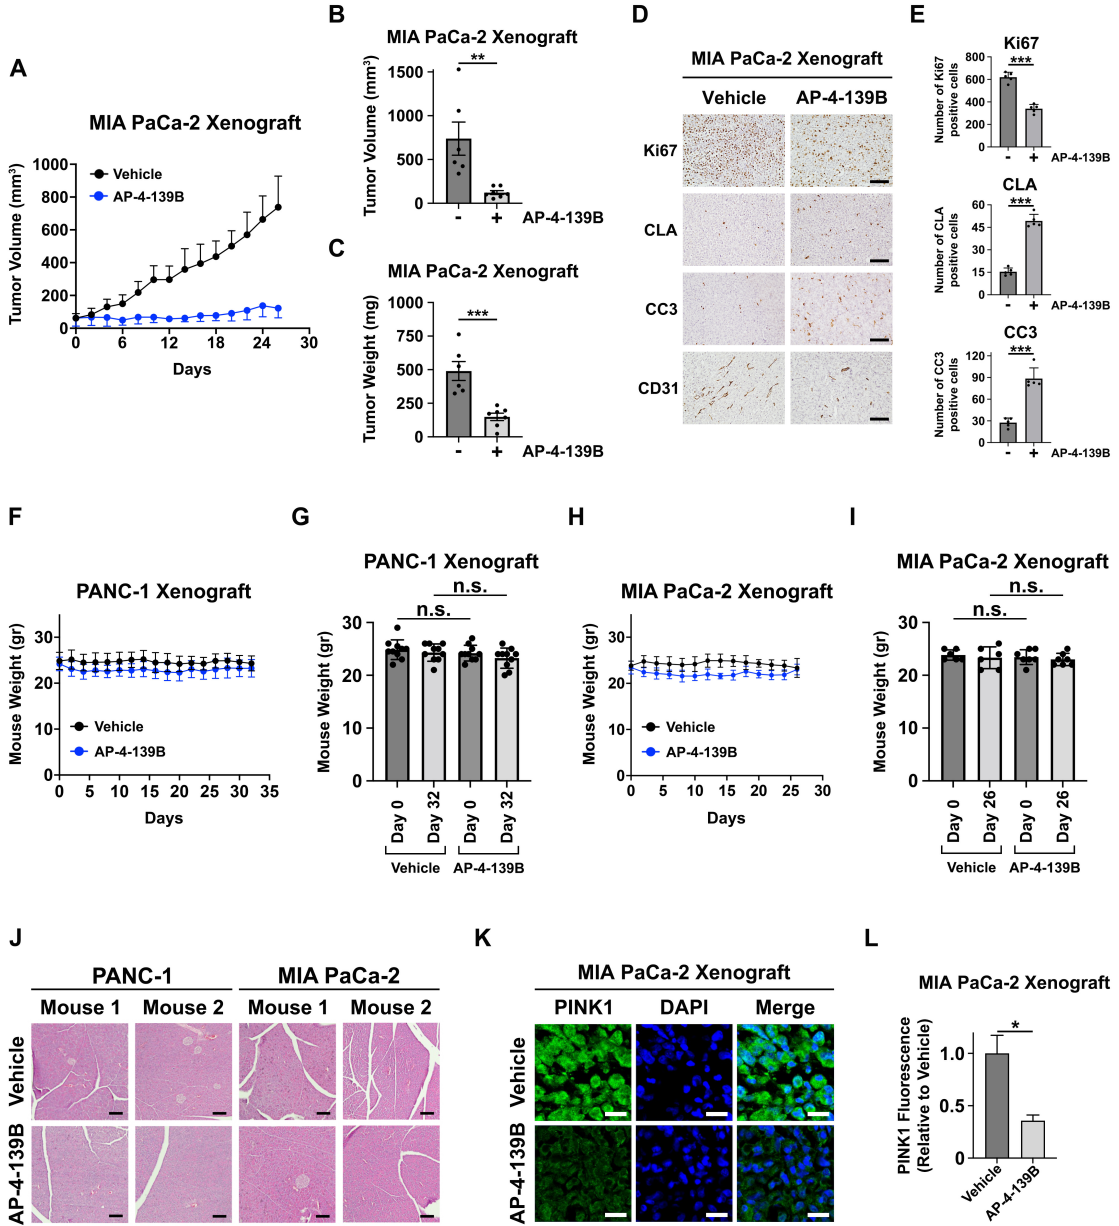 A
MIA PaCa-2 Xenograft
Tumor Volume (mm³)
1000
800
600
400
200
0
Vehicle
AP-4-139B
0 6 12 18 24 30
Days
B
MIA PaCa-2 Xenograft
Tumor Volume (mm³)
1500
1000
500
0
**
- + AP-4-139B
C
MIA PaCa-2 Xenograft
Tumor Weight (mg)
1000
750
500
250
0
***
- + AP-4-139B
D
MIA PaCa-2 Xenograft
Vehicle AP-4-139B
Ki67
CLA
CC3
CD31
E
Ki67
Number of Ki67
positive cells
800
600
400
200
0
***
- + AP-4-139B
CLA
Number of CLA
positive cells
60
45
30
15
0
***
- + AP-4-139B
CC3
Number of CC3
positive cells
120
90
60
30
0
***
- + AP-4-139B
F
PANC-1 Xenograft
Mouse Weight (gr)
30
20
10
0
Vehicle
AP-4-139B
0 5 10 15 20 25 30 35
Days
G
PANC-1 Xenograft
Mouse Weight (gr)
30
20
10
0
n.s.
n.s.
Day 0 Day 32 Day 0 Day 32
Vehicle AP-4-139B
H
MIA PaCa-2 Xenograft
Mouse Weight (gr)
30
20
10
0
Vehicle
AP-4-139B
0 5 10 15 20 25 30
Days
I
MIA PaCa-2 Xenograft
Mouse Weight (gr)
30
20
10
0
n.s.
n.s.
Day 0 Day 26 Day 0 Day 26
Vehicle AP-4-139B
J
PANC-1 MIA PaCa-2
Mouse 1 Mouse 2 Mouse 1 Mouse 2
Vehicle
AP-4-139B
K
MIA PaCa-2 Xenograft
PINK1 DAPI Merge
Vehicle
AP-4-139B
L
MIA PaCa-2 Xenograft
PINK1 Fluorescence
(Relative to Vehicle)
1.0
0.5
0
*
Vehicle AP-4-139B